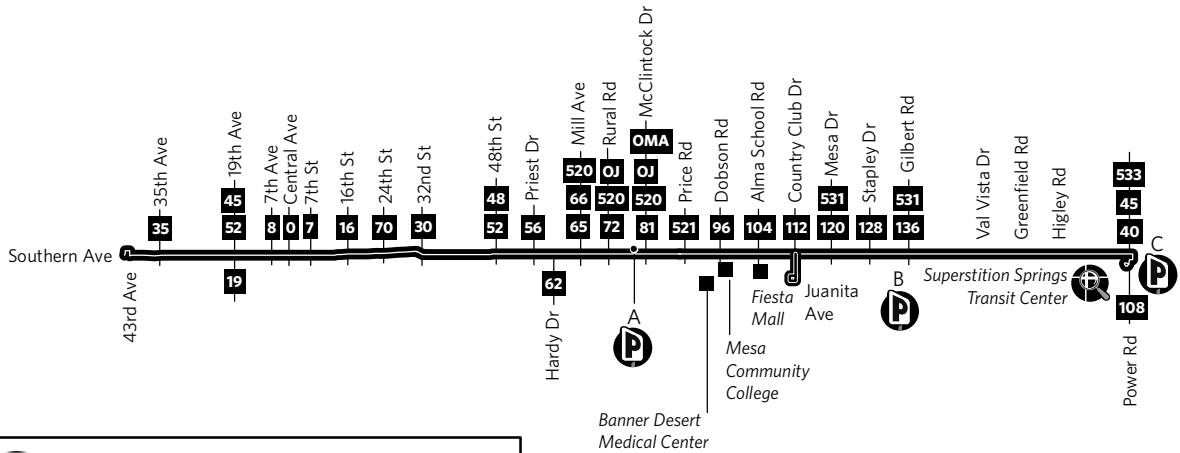 Southern Ave
43rd Ave
35th Ave
35
19th Ave
45
52
19
7th Ave
8
Central Ave
0
7th St
7
16th St
16
24th St
70
32nd St
30
48th St
48
52
Priest Dr
56
Hardy Dr
62
Mill Ave
520
66
65
Rural Rd
OJ
520
72
A
P
McClintock Dr
OMA
OJ
520
81
Price Rd
521
Banner Desert
Medical Center
Dobson Rd
96
Mesa
Community
College
Alma School Rd
104
Fiesta
Mall
Country Club Dr
112
Juanita
Ave
Mesa Dr
531
120
Stapley Dr
128
Gilbert Rd
531
136
B
P
Val Vista Dr
Greenfield Rd
Higley Rd
Superstition Springs
Transit Center
533
45
40
C
P
108
Power Rd